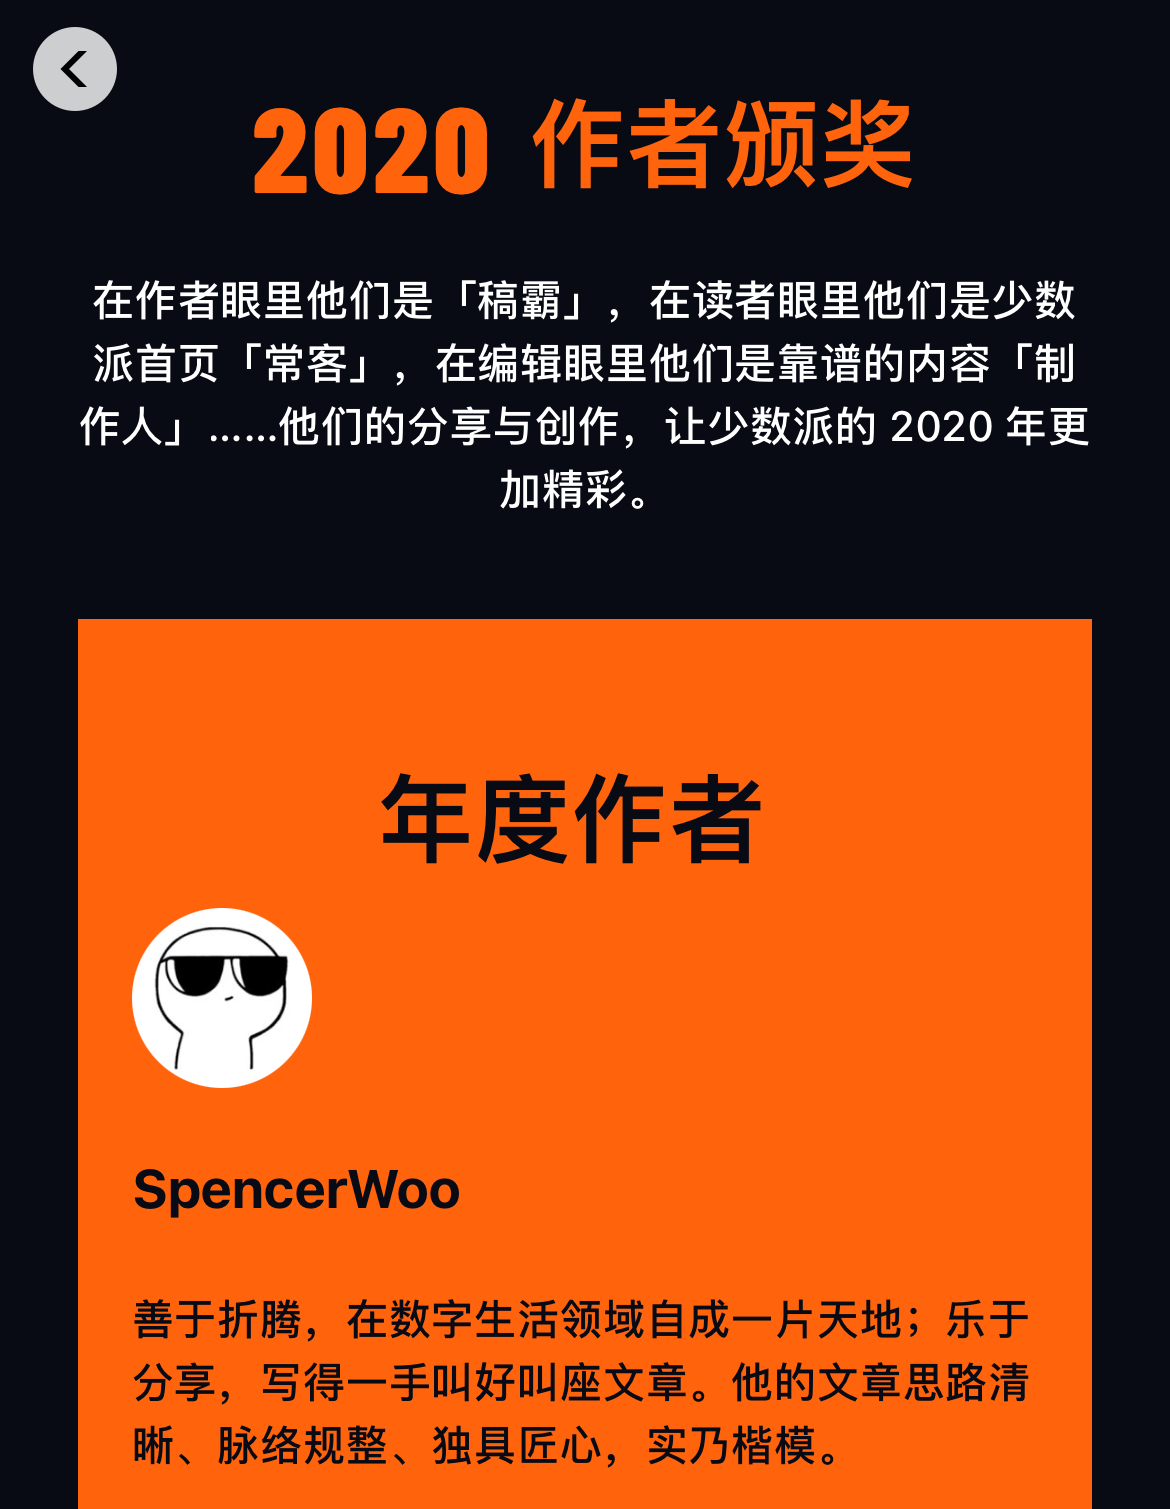 2020 作者颁奖
在作者眼里他们是「稿霸」，在读者眼里他们是少数
派首页「常客」，在编辑眼里他们是靠谱的内容「制
作人」……他们的分享与创作，让少数派的 2020 年更
加精彩。
年度作者
SpencerWoo
善于折腾，在数字生活领域自成一片天地；乐于
分享，写得一手叫好叫座文章。他的文章思路清
晰、脉络规整、独具匠心，实乃楷模。